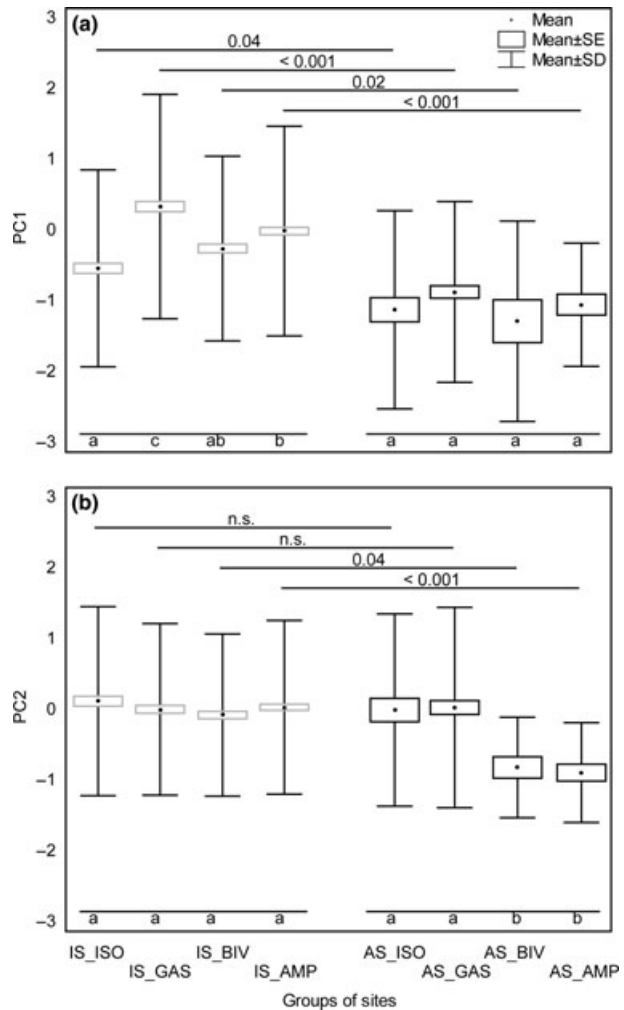 (a)
Mean
Mean±SE
Mean±SD
0.04
< 0.001
0.02
< 0.001
3
2
1
0
–1
–2
–3
PC1
a c ab b a a a a
(b)
n.s.
n.s.
0.04
< 0.001
3
2
1
0
–1
–2
–3
PC2
a a a a a a b b
IS_ISO IS_BIV AS_ISO AS_BIV
IS_GAS IS_AMP AS_GAS AS_AMP
Groups of sites